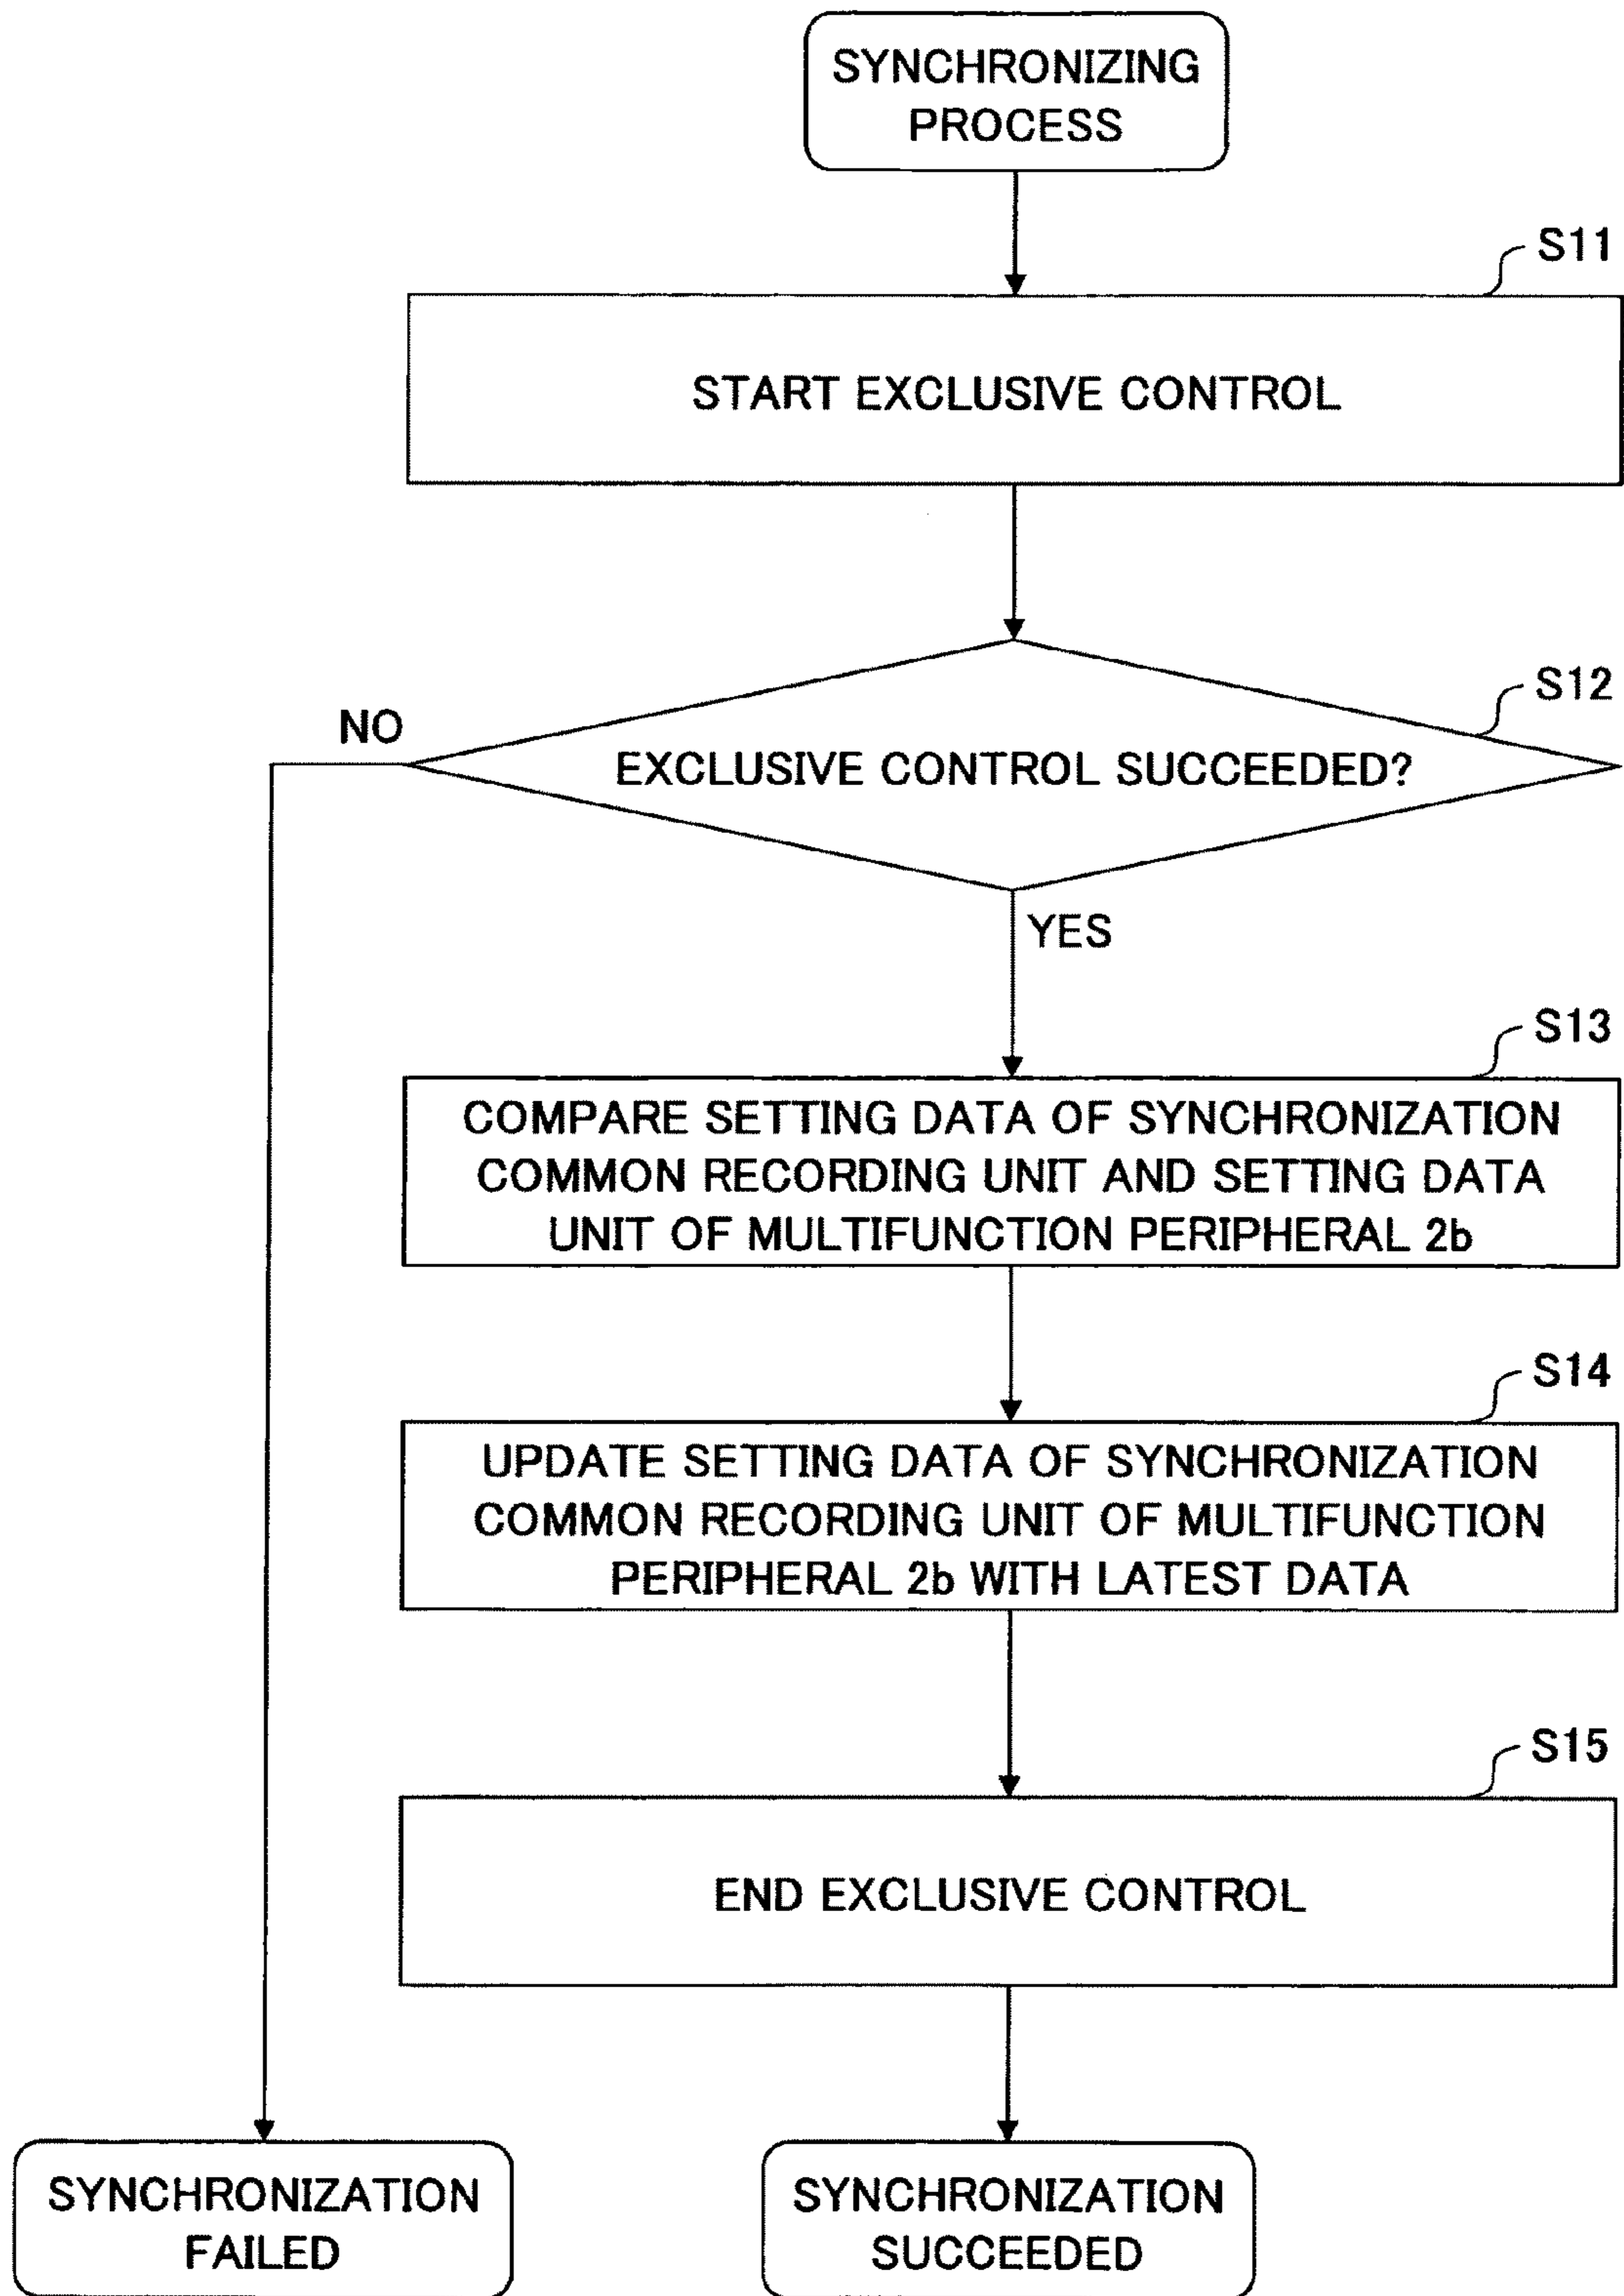 SYNCHRONIZING
PROCESS
S11
START EXCLUSIVE CONTROL
S12
NO
EXCLUSIVE CONTROL SUCCEEDED?
YES
S13
COMPARE SETTING DATA OF SYNCHRONIZATION
COMMON RECORDING UNIT AND SETTING DATA
UNIT OF MULTIFUNCTION PERIPHERAL 2b
S14
UPDATE SETTING DATA OF SYNCHRONIZATION
COMMON RECORDING UNIT OF MULTIFUNCTION
PERIPHERAL 2b WITH LATEST DATA
S15
END EXCLUSIVE CONTROL
SYNCHRONIZATION
FAILED
SYNCHRONIZATION
SUCCEEDED